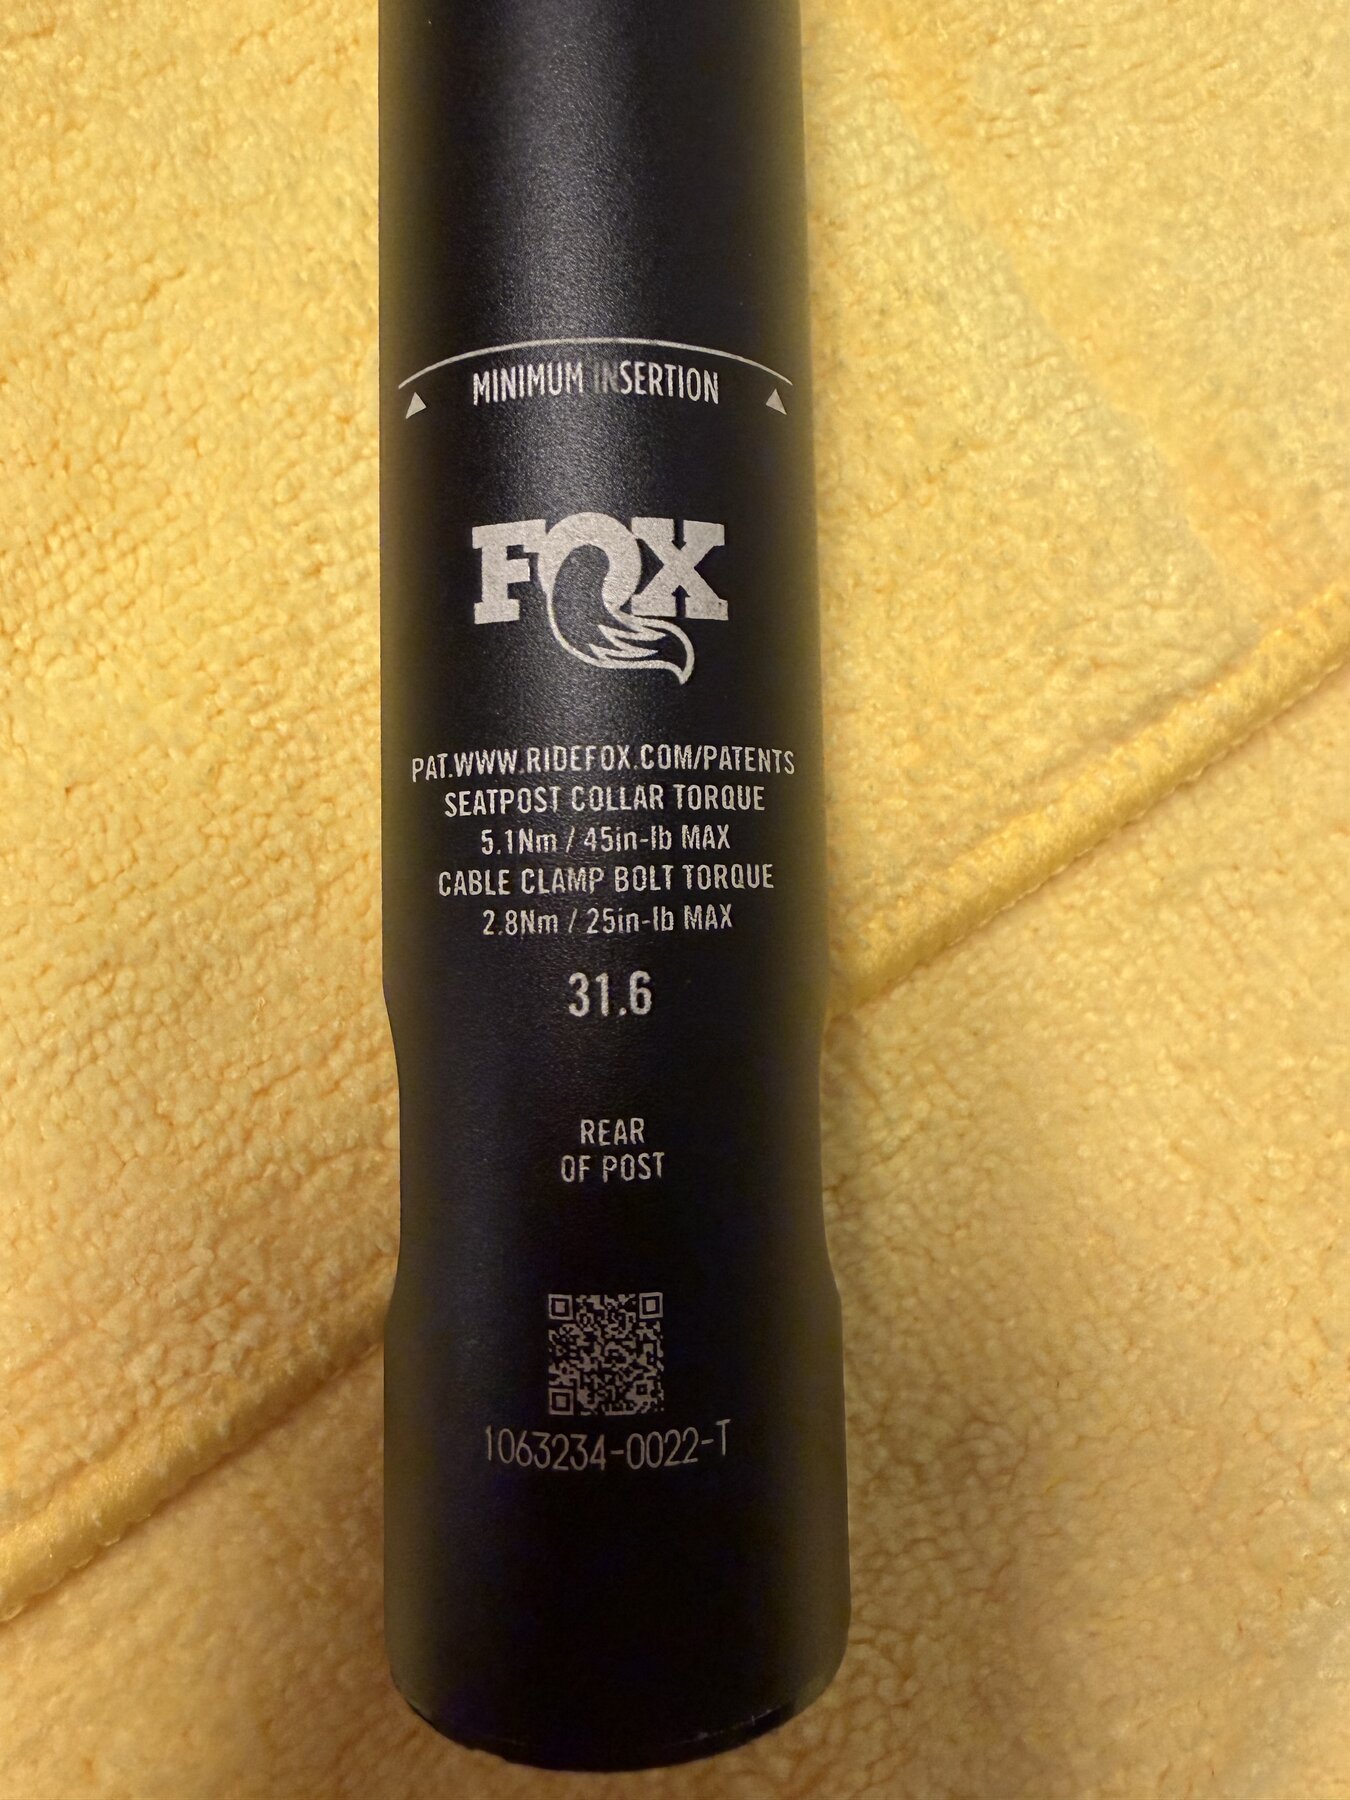 MINIMUM INSERTION
FOX
PAT.WWW.RIDEFOX.COM/PATENTS
SEATPOST COLLAR TORQUE
5.1Nm / 45in-lb MAX
CABLE CLAMP BOLT TORQUE
2.8Nm / 25in-lb MAX
31.6
REAR
OF POST
1063234-0022-T